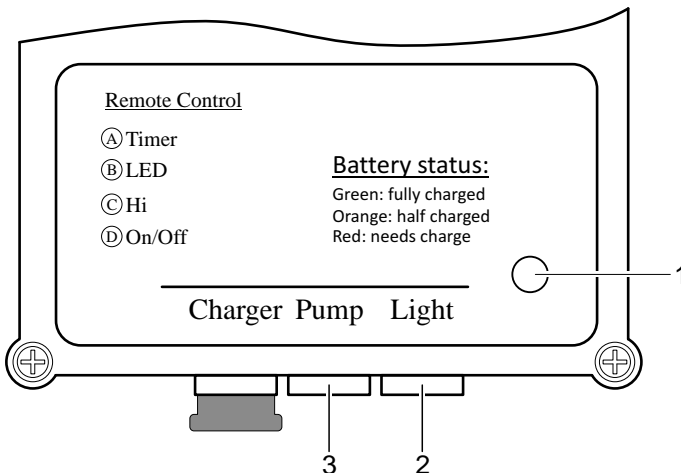 Remote Control
Ⓐ Timer
Ⓑ LED
Ⓒ Hi
Ⓓ On/Off
Battery status:
Green: fully charged
Orange: half charged
Red: needs charge
1
Charger Pump Light
3 2